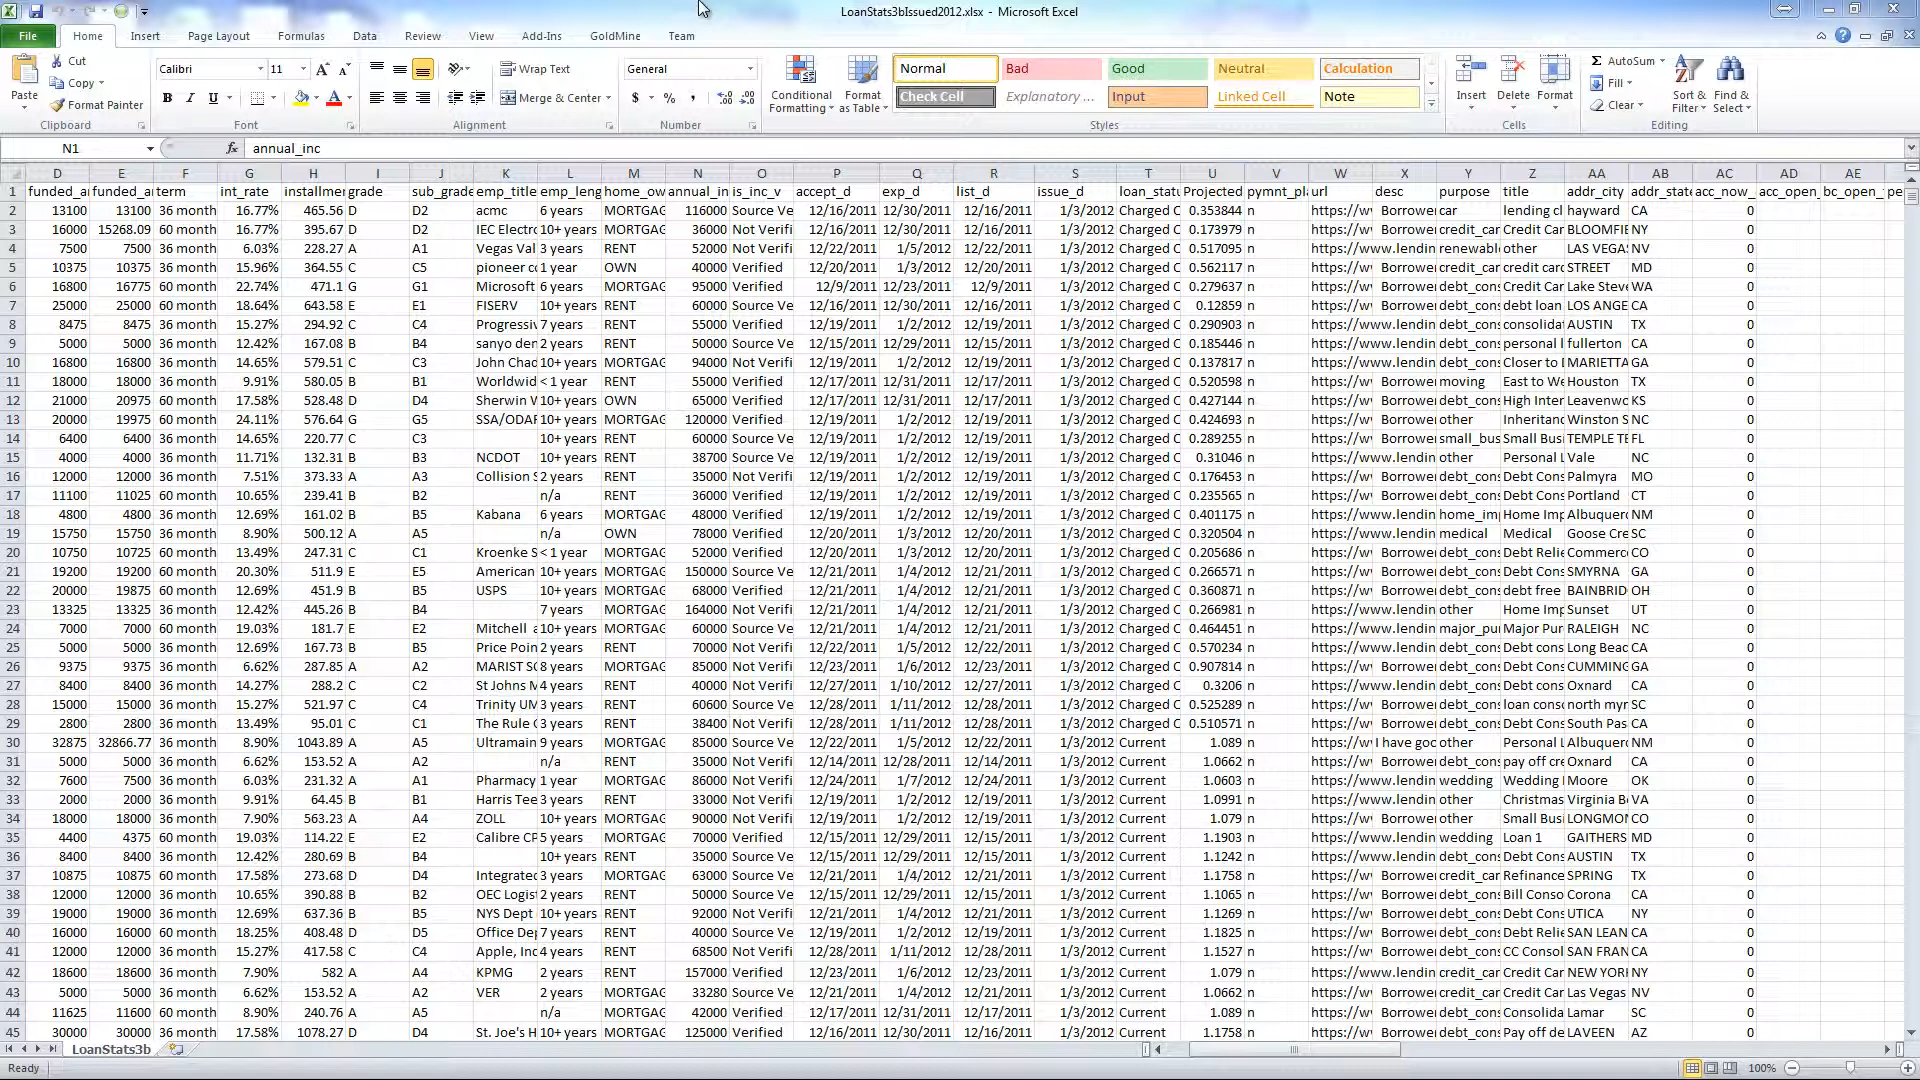 LoanStats3bIssued2012.xlsx - Microsoft Excel
File Home Insert Page Layout Formulas Data Review View Add-Ins GoldMine Team
Paste Cut Copy Format Painter Clipboard
Calibri 11 Font
Wrap Text Merge & Center Alignment
General Number
Conditional Formatting Format as Table
Normal Bad Good Neutral Calculation
Check Cell Explanatory ... Input Linked Cell Note
Styles
Insert Delete Format Cells
AutoSum Fill Clear Sort & Filter Find & Select Editing
N1 fx annual_inc
D E F G H I J K L M N O P Q R S T U V W X Y Z AA AB AC AD AE
1 funded_a funded_a term int_rate installmen grade sub_grade emp_title emp_leng home_ow annual_in is_inc_v accept_d exp_d list_d issue_d loan_statu Projected pymnt_pla url desc purpose title addr_city addr_state acc_now_ acc_open_ bc_open_ pe
2 13100 13100 36 month 16.77% 465.56 D D2 acmc 6 years MORTGAG 116000 Source Ve 12/16/2011 12/30/2011 12/16/2011 1/3/2012 Charged C 0.353844 n https://w Borrower car lending cl hayward CA 0
3 16000 15268.09 60 month 16.77% 395.67 D D2 IEC Electro 10+ years MORTGAG 36000 Not Verifi 12/16/2011 12/30/2011 12/16/2011 1/3/2012 Charged C 0.173979 n https://w Borrower credit_car Credit Car BLOOMFIE NY 0
4 7500 7500 36 month 6.03% 228.27 A A1 Vegas Val 3 years RENT 52000 Not Verifi 12/22/2011 1/5/2012 12/22/2011 1/3/2012 Charged C 0.517095 n https://www.lendin renewable other LAS VEGAS NV 0
5 10375 10375 36 month 15.96% 364.55 C C5 pioneer co 1 year OWN 40000 Verified 12/20/2011 1/3/2012 12/20/2011 1/3/2012 Charged C 0.562117 n https://w Borrower credit_car credit card STREET MD 0
6 16800 16775 60 month 22.74% 471.1 G G1 Microsoft 6 years MORTGAG 95000 Verified 12/9/2011 12/23/2011 12/9/2011 1/3/2012 Charged C 0.279637 n https://w Borrower debt_cons Credit Car Lake Steve WA 0
7 25000 25000 60 month 18.64% 643.58 E E1 FISERV 10+ years RENT 60000 Source Ve 12/16/2011 12/30/2011 12/16/2011 1/3/2012 Charged C 0.12859 n https://w Borrower debt_cons debt loan LOS ANGE CA 0
8 8475 8475 36 month 15.27% 294.92 C C4 Progressiv 7 years RENT 55000 Verified 12/19/2011 1/2/2012 12/19/2011 1/3/2012 Charged C 0.290903 n https://www.lendin debt_cons consolidat AUSTIN TX 0
9 5000 5000 36 month 12.42% 167.08 B B4 sanyo den 2 years RENT 50000 Source Ve 12/15/2011 12/29/2011 12/15/2011 1/3/2012 Charged C 0.185446 n https://www.lendin debt_cons personal l fullerton CA 0
10 16800 16800 36 month 14.65% 579.51 C C3 John Chad 10+ years MORTGAG 94000 Not Verifi 12/19/2011 1/2/2012 12/19/2011 1/3/2012 Charged C 0.137817 n https://www.lendin debt_cons Closer to D MARIETTA GA 0
11 18000 18000 36 month 9.91% 580.05 B B1 Worldwid < 1 year RENT 55000 Verified 12/17/2011 12/31/2011 12/17/2011 1/3/2012 Charged C 0.520598 n https://w Borrower moving East to We Houston TX 0
12 21000 20975 60 month 17.58% 528.48 D D4 Sherwin W 10+ years OWN 65000 Verified 12/17/2011 12/31/2011 12/17/2011 1/3/2012 Charged C 0.427144 n https://w Borrower debt_cons High Inter Leavenwo KS 0
13 20000 19975 60 month 24.11% 576.64 G G5 SSA/ODAR 10+ years MORTGAG 120000 Verified 12/19/2011 1/2/2012 12/19/2011 1/3/2012 Charged C 0.424693 n https://w Borrower other Inheritanc Winston S NC 0
14 6400 6400 36 month 14.65% 220.77 C C3 10+ years RENT 60000 Source Ve 12/19/2011 1/2/2012 12/19/2011 1/3/2012 Charged C 0.289255 n https://w Borrower small_bus Small Busi TEMPLE TE FL 0
15 4000 4000 36 month 11.71% 132.31 B B3 NCDOT 10+ years RENT 38700 Source Ve 12/19/2011 1/2/2012 12/19/2011 1/3/2012 Charged C 0.31046 n https://www.lendin other Personal L Vale NC 0
16 12000 12000 36 month 7.51% 373.33 A A3 Collision S 2 years RENT 35000 Not Verifi 12/19/2011 1/2/2012 12/19/2011 1/3/2012 Charged C 0.176453 n https://w Borrower debt_cons Debt Cons Palmyra MO 0
17 11100 11025 60 month 10.65% 239.41 B B2 n/a RENT 36000 Verified 12/19/2011 1/2/2012 12/19/2011 1/3/2012 Charged C 0.235565 n https://w Borrower debt_cons Debt Cons Portland CT 0
18 4800 4800 36 month 12.69% 161.02 B B5 Kabana 6 years MORTGAG 48000 Verified 12/19/2011 1/2/2012 12/19/2011 1/3/2012 Charged C 0.401175 n https://w Borrower home_imp Home Imp Albuquerc NM 0
19 15750 15750 36 month 8.90% 500.12 A A5 n/a OWN 78000 Verified 12/20/2011 1/3/2012 12/20/2011 1/3/2012 Charged C 0.320504 n https://www.lendin medical Medical Goose Cre SC 0
20 10750 10725 60 month 13.49% 247.31 C C1 Kroenke S < 1 year MORTGAG 52000 Verified 12/20/2011 1/3/2012 12/20/2011 1/3/2012 Charged C 0.205686 n https://w Borrower debt_cons Debt Relie Commerc CO 0
21 19200 19200 60 month 20.30% 511.9 E E5 American 10+ years MORTGAG 150000 Source Ve 12/21/2011 1/4/2012 12/21/2011 1/3/2012 Charged C 0.266571 n https://w Borrower debt_cons Debt Cons SMYRNA GA 0
22 20000 19875 60 month 12.69% 451.9 B B5 USPS 10+ years MORTGAG 68000 Verified 12/21/2011 1/4/2012 12/21/2011 1/3/2012 Charged C 0.360871 n https://w Borrower debt_cons debt free BAINBRID OH 0
23 13325 13325 36 month 12.42% 445.26 B B4 7 years MORTGAG 164000 Not Verifi 12/21/2011 1/4/2012 12/21/2011 1/3/2012 Charged C 0.266981 n https://www.lendin other Home Imp Sunset UT 0
24 7000 7000 60 month 19.03% 181.7 E E2 Mitchell a 10+ years MORTGAG 60000 Source Ve 12/21/2011 1/4/2012 12/21/2011 1/3/2012 Charged C 0.464451 n https://www.lendin major_pur Major Pur RALEIGH NC 0
25 5000 5000 36 month 12.69% 167.73 B B5 Price Poin 2 years RENT 70000 Not Verifi 12/22/2011 1/5/2012 12/22/2011 1/3/2012 Charged C 0.570234 n https://www.lendin debt_cons Debt cons Long Beac CA 0
26 9375 9375 36 month 6.62% 287.85 A A2 MARIST SC 8 years MORTGAG 85000 Not Verifi 12/23/2011 1/6/2012 12/23/2011 1/3/2012 Charged C 0.907814 n https://w Borrower debt_cons Debt Cons CUMMING GA 0
27 8400 8400 36 month 14.27% 288.2 C C2 St Johns M 4 years RENT 40000 Not Verifi 12/27/2011 1/10/2012 12/27/2011 1/3/2012 Charged C 0.3206 n https://www.lendin debt_cons Debt cons Oxnard CA 0
28 15000 15000 36 month 15.27% 521.97 C C4 Trinity UM 3 years RENT 60600 Source Ve 12/28/2011 1/11/2012 12/28/2011 1/3/2012 Charged C 0.525289 n https://www.lendin debt_cons loan conso north myr SC 0
29 2800 2800 36 month 13.49% 95.01 C C1 The Rule G 3 years RENT 38400 Source Ve 12/28/2011 1/11/2012 12/28/2011 1/3/2012 Charged C 0.510571 n https://www.lendin debt_cons Debt Cons South Pas CA 0
30 32875 32866.77 36 month 8.90% 1043.89 A A5 Ultramain 9 years MORTGAG 85000 Source Ve 12/22/2011 1/5/2012 12/22/2011 1/3/2012 Current 1.089 n https://w I have goo other Personal L Albuquerc NM 0
31 5000 5000 36 month 6.62% 153.52 A A2 n/a RENT 35000 Not Verifi 12/14/2011 12/28/2011 12/14/2011 1/3/2012 Current 1.0662 n https://w Borrower debt_cons pay off cre Oxnard CA 0
32 7600 7500 36 month 6.03% 231.32 A A1 Pharmacy 1 year MORTGAG 86000 Not Verifi 12/24/2011 1/7/2012 12/24/2011 1/3/2012 Current 1.0603 n https://www.lendin wedding Wedding l Moore OK 0
33 2000 2000 36 month 9.91% 64.45 B B1 Harris Tee 3 years RENT 33000 Not Verifi 12/19/2011 1/2/2012 12/19/2011 1/3/2012 Current 1.0991 n https://www.lendin other Christmas Virginia Be VA 0
34 18000 18000 36 month 7.90% 563.23 A A4 ZOLL 10+ years MORTGAG 90000 Not Verifi 12/19/2011 1/2/2012 12/19/2011 1/3/2012 Current 1.079 n https://w Borrower other Small Busi LONGMON CO 0
35 4400 4375 60 month 19.03% 114.22 E E2 Calibre CP 5 years MORTGAG 70000 Verified 12/15/2011 12/29/2011 12/15/2011 1/3/2012 Current 1.1903 n https://www.lendin wedding Loan 1 GAITHERS MD 0
36 8400 8400 36 month 12.42% 280.69 B B4 10+ years RENT 35000 Source Ve 12/15/2011 12/29/2011 12/15/2011 1/3/2012 Current 1.1242 n https://w Borrower debt_cons Debt Cons AUSTIN TX 0
37 10875 10875 60 month 17.58% 273.68 D D4 Integrated 3 years MORTGAG 63000 Source Ve 12/15/2011 12/29/2011 12/15/2011 1/3/2012 Current 1.1758 n https://w Borrower credit_car Refinance SPRING TX 0
38 12000 12000 36 month 10.65% 390.88 B B2 OEC Logist 2 years RENT 50000 Source Ve 12/15/2011 12/29/2011 12/15/2011 1/3/2012 Current 1.1065 n https://w Borrower debt_cons Bill Conso Corona CA 0
39 19000 19000 36 month 12.69% 637.36 B B5 NYS Dept 10+ years RENT 92000 Not Verifi 12/21/2011 1/4/2012 12/21/2011 1/3/2012 Current 1.1269 n https://w Borrower debt_cons Debt Cons UTICA NY 0
40 16000 16000 60 month 18.25% 408.48 D D5 Office Dep 7 years RENT 40000 Source Ve 12/19/2011 1/2/2012 12/19/2011 1/3/2012 Current 1.1825 n https://w Borrower debt_cons Debt Relie SAN LEAN CA 0
41 12000 12000 36 month 15.27% 417.58 C C4 Apple, Inc 4 years RENT 68500 Not Verifi 12/28/2011 1/11/2012 12/28/2011 1/3/2012 Current 1.1527 n https://w Borrower debt_cons CC Consol SAN FRAN CA 0
42 18600 18600 36 month 7.90% 582 A A4 KPMG 2 years RENT 157000 Verified 12/23/2011 1/6/2012 12/23/2011 1/3/2012 Current 1.079 n https://www.lendin credit_car Credit Car NEW YORK NY 0
43 5000 5000 36 month 6.62% 153.52 A A2 VER 2 years MORTGAG 33280 Source Ve 12/21/2011 1/4/2012 12/21/2011 1/3/2012 Current 1.0662 n https://w Borrower credit_car Credit Car Las Vegas NV 0
44 11625 11600 60 month 8.90% 240.76 A A5 n/a MORTGAG 42000 Verified 12/17/2011 12/31/2011 12/17/2011 1/3/2012 Current 1.089 n https://w Borrower debt_cons Consolida Lamar SC 0
45 30000 30000 36 month 17.58% 1078.27 D D4 St. Joe's H 10+ years MORTGAG 125000 Verified 12/16/2011 12/30/2011 12/16/2011 1/3/2012 Current 1.1758 n https://w Borrower debt_cons Pay off de LAVEEN AZ 0
LoanStats3b
Ready 100%